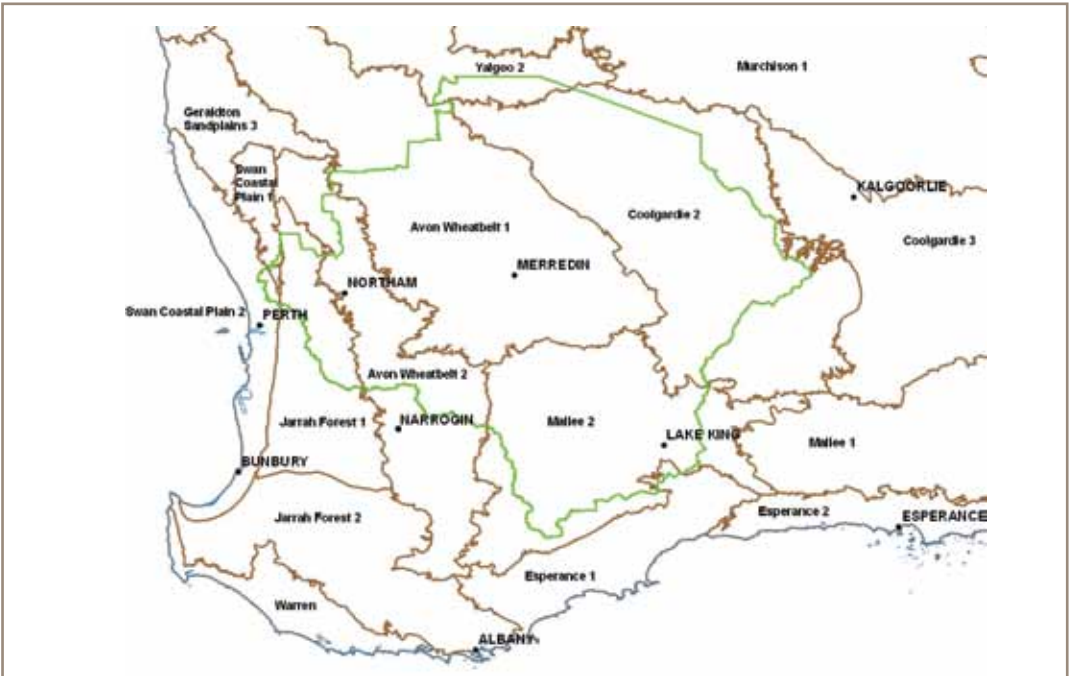 Yalgoo 2
Murchison 1
Geraldton
Sandplains 3
Swan
Coastal
Plain 1
KALGOORLIE
Coolgardie 2
Avon Wheatbelt 1
Coolgardie 3
MERREDIN
NORTHAM
Swan Coastal Plain 2
PERTH
Avon Wheatbelt 2
Jarrah Forest 1
NARROGIN
Mallee 2
LAKE KING
Mallee 1
BUNBURY
Jarrah Forest 2
Esperance 2
ESPERANCE
Esperance 1
Warren
ALBANY